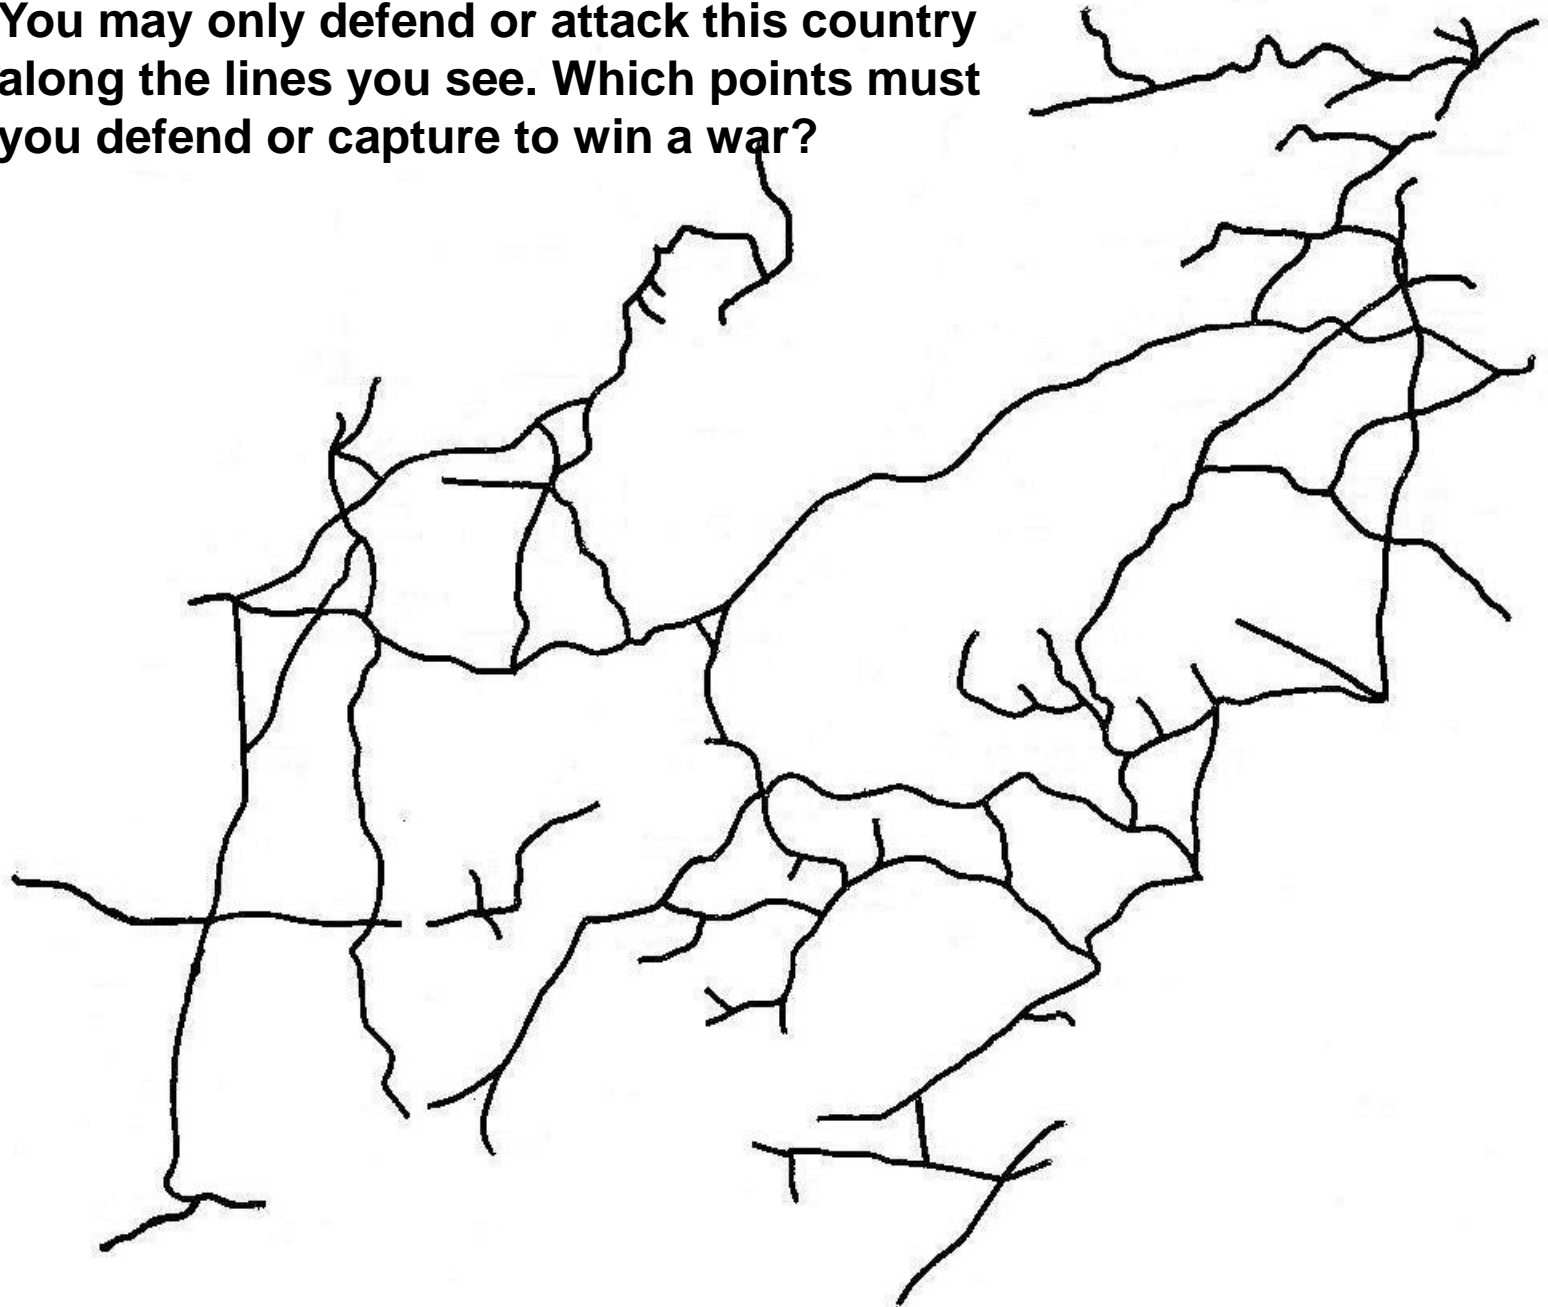 You may only defend or attack this country
along the lines you see. Which points must
you defend or capture to win a war?